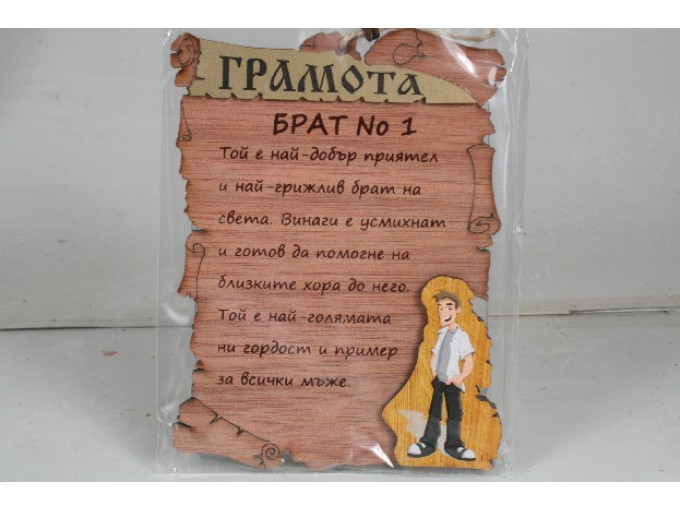 ГРАМОТА
БРАТ No 1
Той е най-добър приятел
и най-грижлив брат на
света. Винаги е усмихнат
и готов да помогне на
близките хора до него.
Той е най-голямата
ни гордост и пример
за всички мъже.